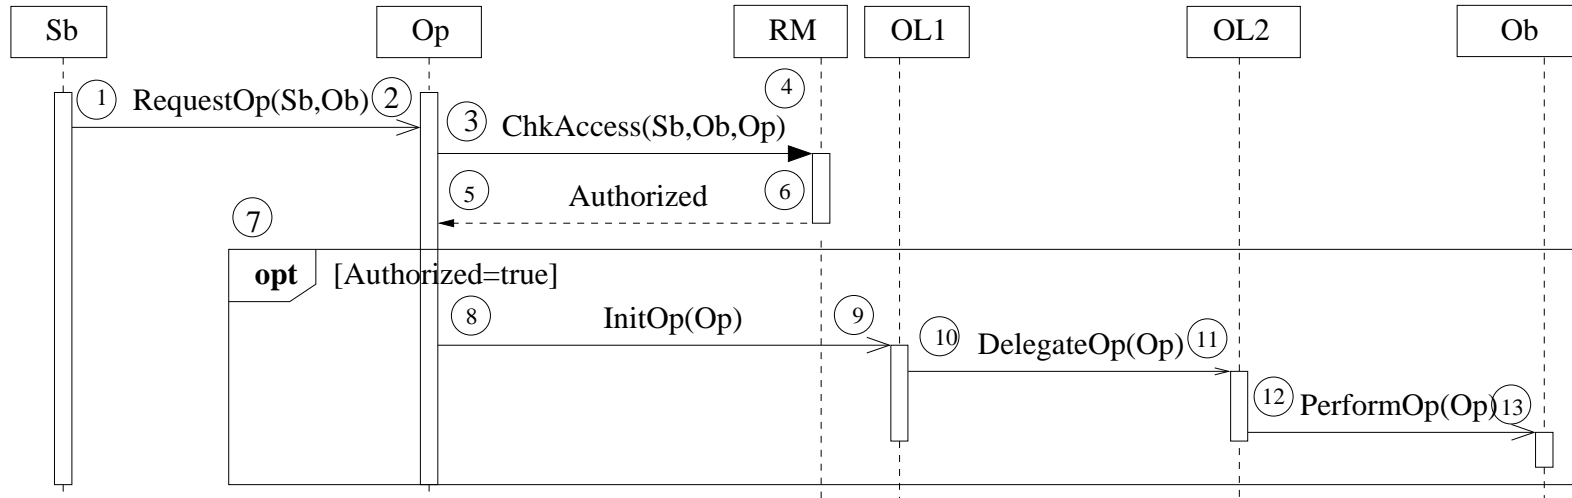 Sb Op RM OL1 OL2 Ob
4
1 RequestOp(Sb,Ob) 2
3 ChkAccess(Sb,Ob,Op)
5 Authorized 6
7
opt [Authorized=true]
8 InitOp(Op) 9
10 DelegateOp(Op) 11
12 PerformOp(Op) 13